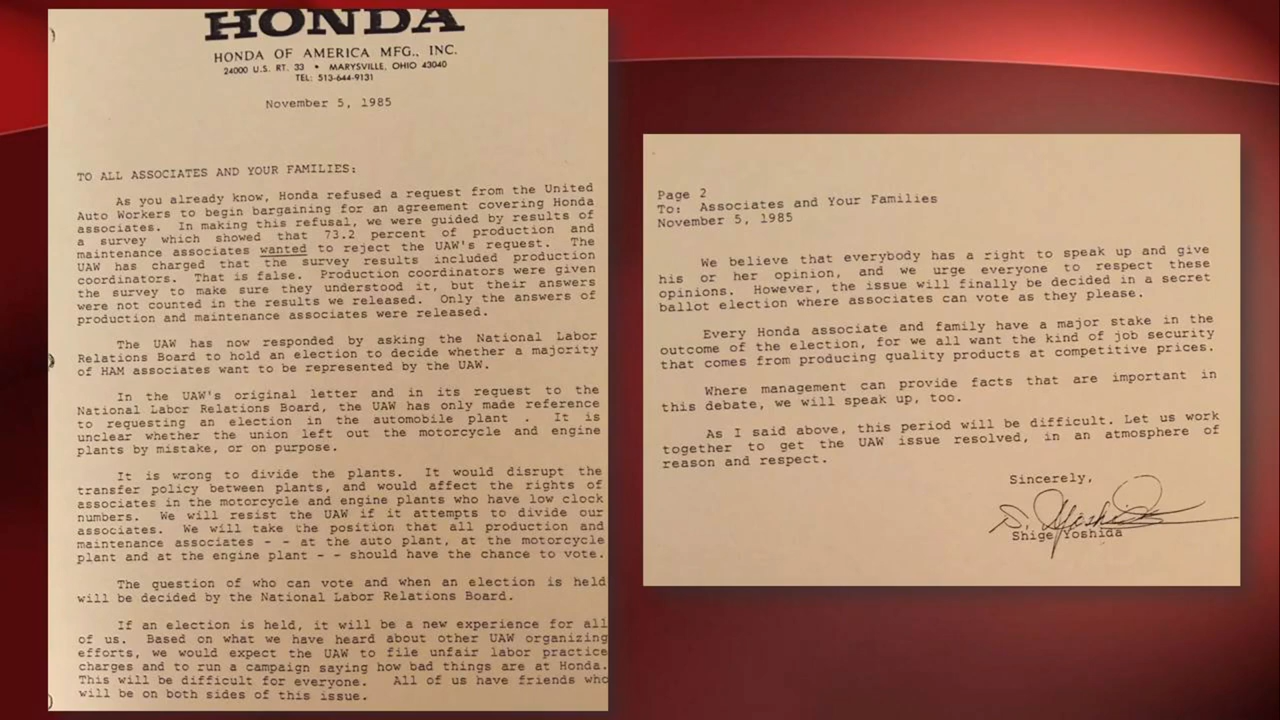 HONDA
HONDA OF AMERICA MFG., INC.
24000 U.S. RT. 33 • MARYSVILLE, OHIO 43040
TEL: 513-644-9131
November 5, 1985
TO ALL ASSOCIATES AND YOUR FAMILIES:
As you already know, Honda refused a request from the United
Auto Workers to begin bargaining for an agreement covering Honda
associates. In making this refusal, we were guided by results of
a survey which showed that 73.2 percent of production and
maintenance associates wanted to reject the UAW's request. The
UAW has charged that the survey results included production
coordinators. That is false. Production coordinators were given
the survey to make sure they understood it, but their answers
were not counted in the results we released. Only the answers of
production and maintenance associates were released.
The UAW has now responded by asking the National Labor
Relations Board to hold an election to decide whether a majority
of HAM associates want to be represented by the UAW.
In the UAW's original letter and in its request to the
National Labor Relations Board, the UAW has only made reference
to requesting an election in the automobile plant . It is
unclear whether the union left out the motorcycle and engine
plants by mistake, or on purpose.
It is wrong to divide the plants. It would disrupt the
transfer policy between plants, and would affect the rights of
associates in the motorcycle and engine plants who have low clock
numbers. We will resist the UAW if it attempts to divide our
associates. We will take the position that all production and
maintenance associates - - at the auto plant, at the motorcycle
plant and at the engine plant - - should have the chance to vote.
The question of who can vote and when an election is held
will be decided by the National Labor Relations Board.
If an election is held, it will be a new experience for all
of us. Based on what we have heard about other UAW organizing
efforts, we would expect the UAW to file unfair labor practice
charges and to run a campaign saying how bad things are at Honda.
This will be difficult for everyone. All of us have friends who
will be on both sides of this issue.
Page 2
To: Associates and Your Families
November 5, 1985
We believe that everybody has a right to speak up and give
his or her opinion, and we urge everyone to respect these
opinions. However, the issue will finally be decided in a secret
ballot election where associates can vote as they please.
Every Honda associate and family have a major stake in the
outcome of the election, for we all want the kind of job security
that comes from producing quality products at competitive prices.
Where management can provide facts that are important in
this debate, we will speak up, too.
As I said above, this period will be difficult. Let us work
together to get the UAW issue resolved, in an atmosphere of
reason and respect.
Sincerely,
S. Yoshida
Shige Yoshida